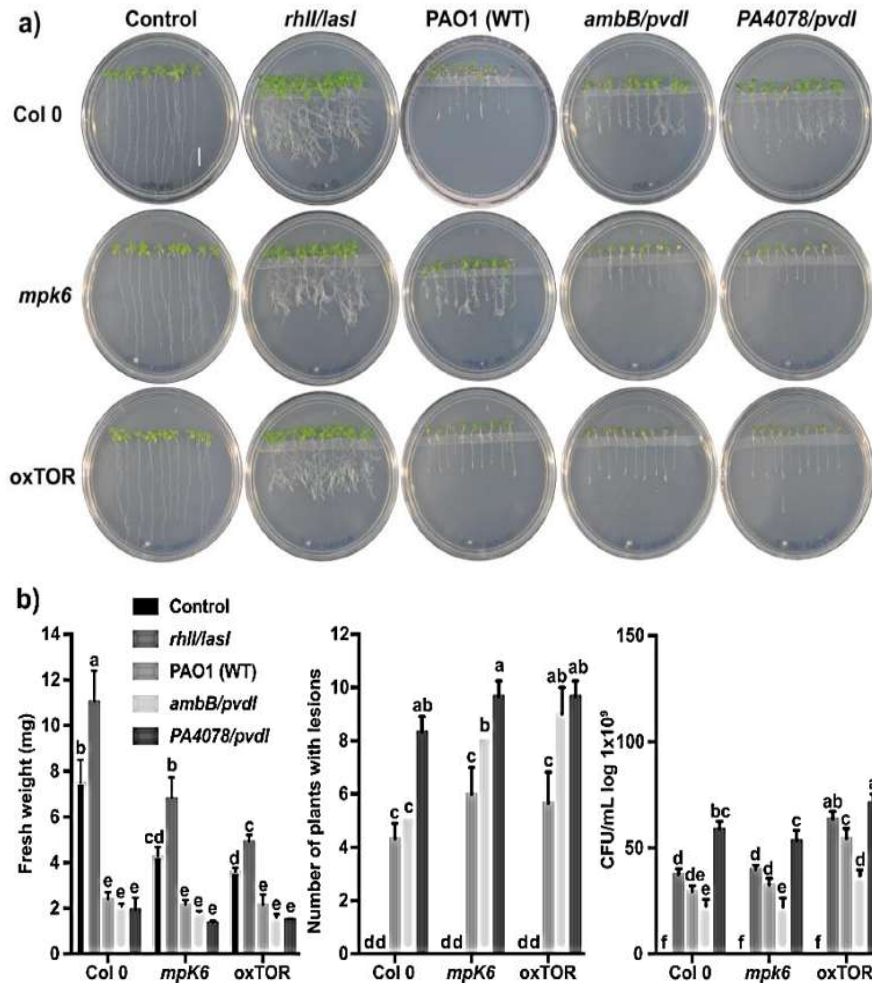 a)
Control rhlI/lasI PAO1 (WT) ambB/pvdI PA4078/pvdI
Col 0
mpk6
oxTOR
b)
Control
rhlI/lasI
PAO1 (WT)
ambB/pvdI
PA4078/pvdI
Fresh weight (mg)
14
12
10
8
6
4
2
0
b a e e e
cd b e e e
d c e e e
Col 0 mpK6 oxTOR
Number of plants with lesions
12
10
8
6
4
2
0
dd c c ab
dd c b a
dd c ab ab
Col 0 mpK6 oxTOR
CFU/mL log 1x10⁹
150
100
50
0
f d de e bc
f d d e c
f ab c d a
Col 0 mpk6 oxTOR